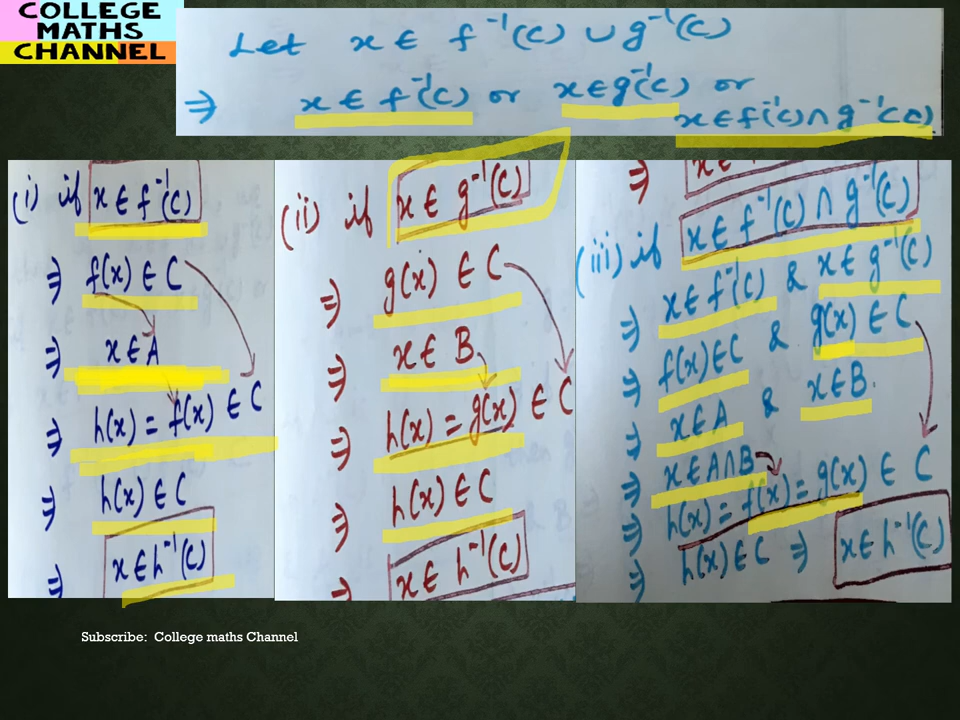 COLLEGE
MATHS
CHANNEL
Let x ∈ f⁻¹(C) ∪ g⁻¹(C)
⇒ x ∈ f⁻¹(C) or x∈g⁻¹(C) or
x∈f⁻¹(C)∩ g⁻¹(C)
(i) if x ∈ f⁻¹(C)
⇒ f(x) ∈ C
⇒ x∈A
⇒ h(x) = f(x) ∈ C
⇒ h(x) ∈ C
⇒ x∈h⁻¹(C)
(ii) if x ∈ g⁻¹(C)
⇒ g(x) ∈ C
⇒ x∈ B
⇒ h(x) = g(x) ∈ C
⇒ h(x) ∈ C
⇒ x∈ h⁻¹(C)
⇒
(iii) if x∈ f⁻¹(C) ∩ g⁻¹(C)
⇒ x∈ f⁻¹(C) & x∈ g⁻¹(C)
⇒ f(x)∈C & g(x) ∈ C
⇒ x∈A & x∈B.
⇒ x∈A∩B
⇒ h(x) = f(x) = g(x) ∈ C
⇒ h(x)∈C ⇒ x∈h⁻¹(C)
Subscribe: College maths Channel